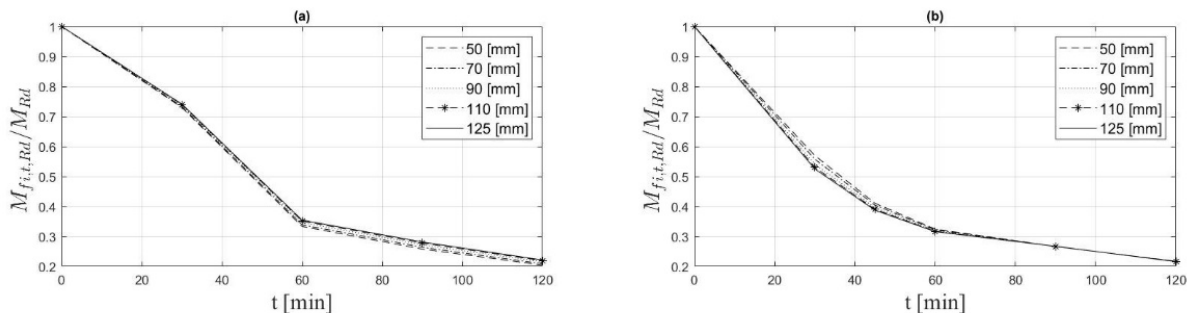 (a)
1
0.9
0.8
0.7
0.6
0.5
0.4
0.3
0.2
M_{fi,t,Rd}/M_{Rd}
50 [mm]
70 [mm]
90 [mm]
110 [mm]
125 [mm]
0 20 40 60 80 100 120
t [min]
(b)
1
0.9
0.8
0.7
0.6
0.5
0.4
0.3
0.2
M_{fi,t,Rd}/M_{Rd}
50 [mm]
70 [mm]
90 [mm]
110 [mm]
125 [mm]
0 20 40 60 80 100 120
t [min]